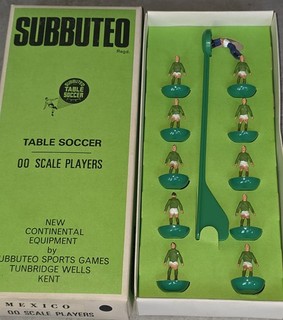 SUBBUTEO
Regd.
SUBBUTEO
TABLE
SOCCER
TABLE SOCCER
00 SCALE PLAYERS
NEW
CONTINENTAL
EQUIPMENT
by
UBBUTEO SPORTS GAMES
TUNBRIDGE WELLS
KENT
MEXICO
00 SCALE PLAYERS